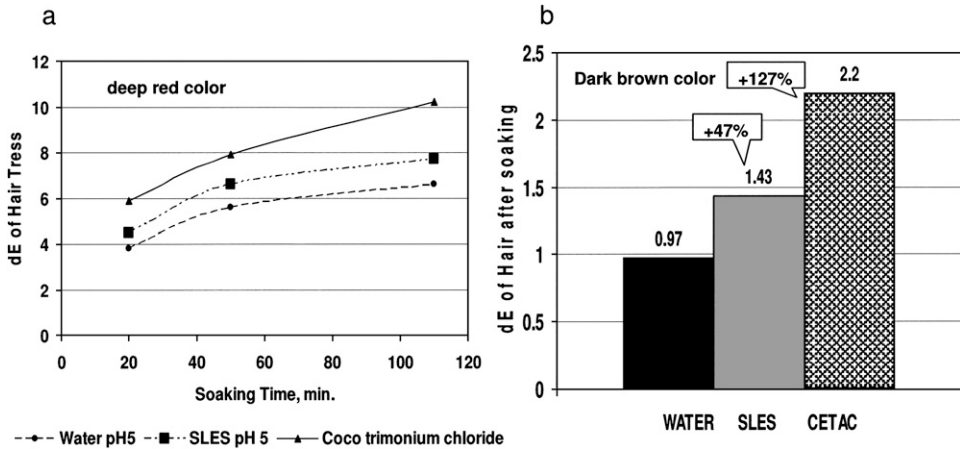 a
deep red color
dE of Hair Tress
12
10
8
6
4
2
0
0 20 40 60 80 100 120
Soaking Time, min.
Water pH5 SLES pH 5 Coco trimonium chloride
b
Dark brown color
dE of Hair after soaking
2.5
2
1.5
1
0.5
0
+127%
2.2
+47%
1.43
0.97
WATER SLES CETAC